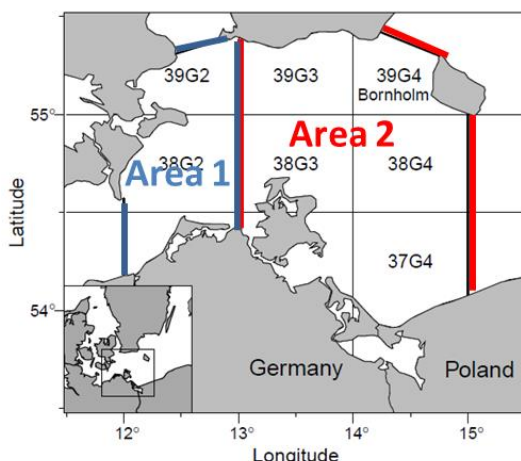 39G2 39G3 39G4
Bornholm
55°
Area 2
38G2 38G3 38G4
Area 1
Latitude
37G4
54°
Germany Poland
12° 13° 14° 15°
Longitude